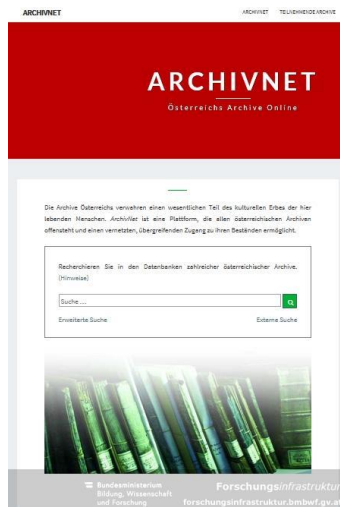 ARCHIVNET
ARCHIVNET TEILNEHMENDE ARCHIVE
ARCHIVNET
Österreichs Archive Online
Die Archive Österreichs verwahren einen wesentlichen Teil des kulturellen Erbes der hier
lebenden Menschen. ArchivNet ist eine Plattform, die allen österreichischen Archiven
offensteht und einen vernetzten, übergreifenden Zugang zu ihren Beständen ermöglicht.
Recherchieren Sie in den Datenbanken zahlreicher österreichischer Archive.
(Hinweise)
Suche ...
Erweiterte Suche Externe Suche
Bundesministerium
Bildung, Wissenschaft
und Forschung
Forschungsinfrastruktur
forschungsinfrastruktur.bmbwf.gv.at